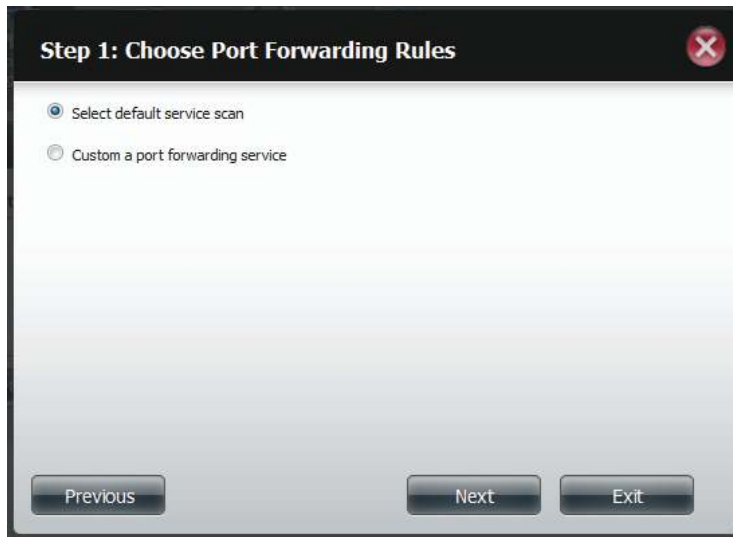 Step 1: Choose Port Forwarding Rules
Select default service scan
Custom a port forwarding service
Previous
Next
Exit